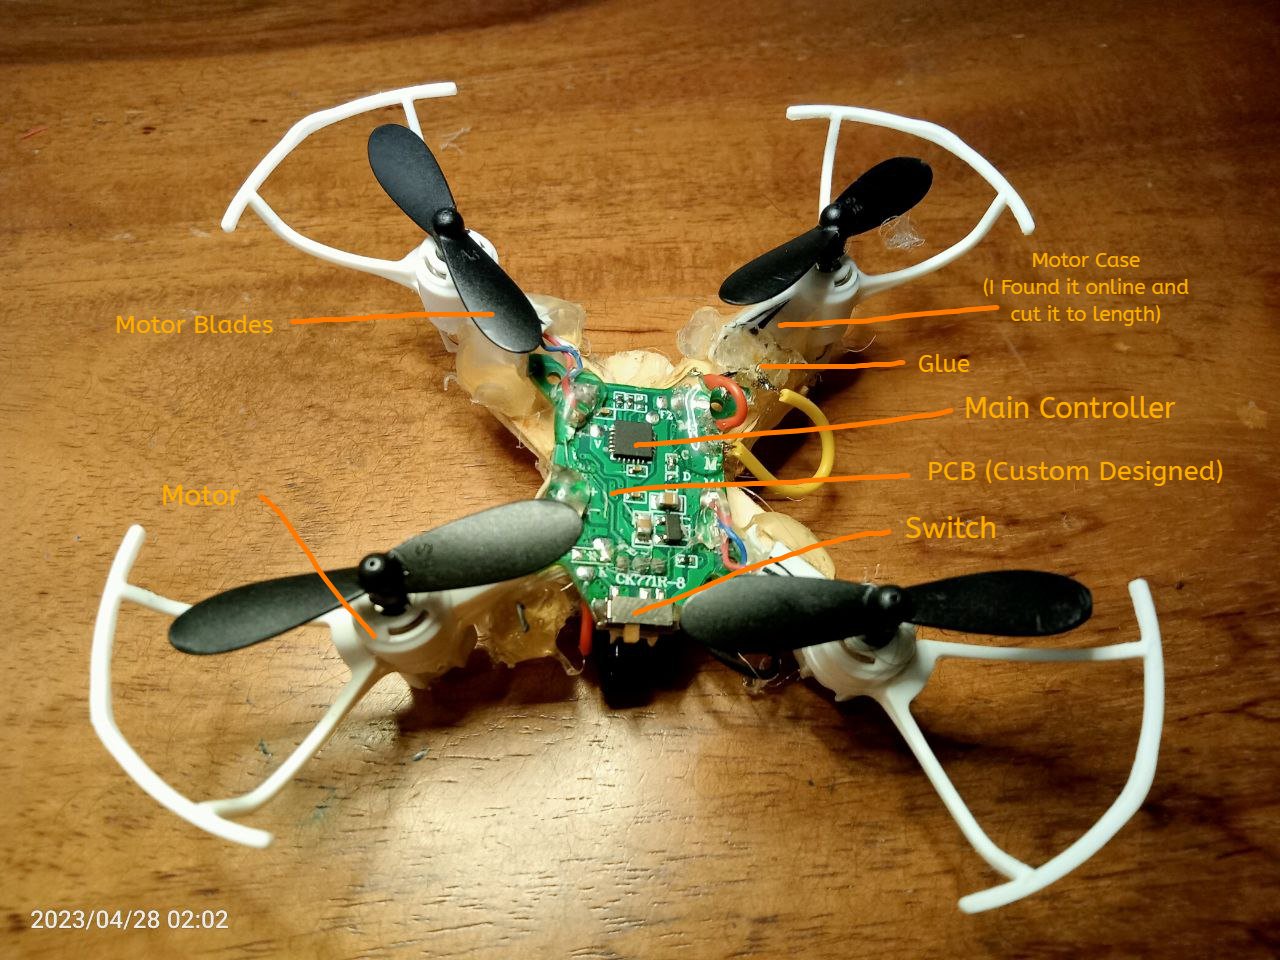 Motor Case
(I Found it online and
cut it to length)
Motor Blades
Glue
Main Controller
PCB (Custom Designed)
Motor
Switch
CK771R-8
2023/04/28 02:02